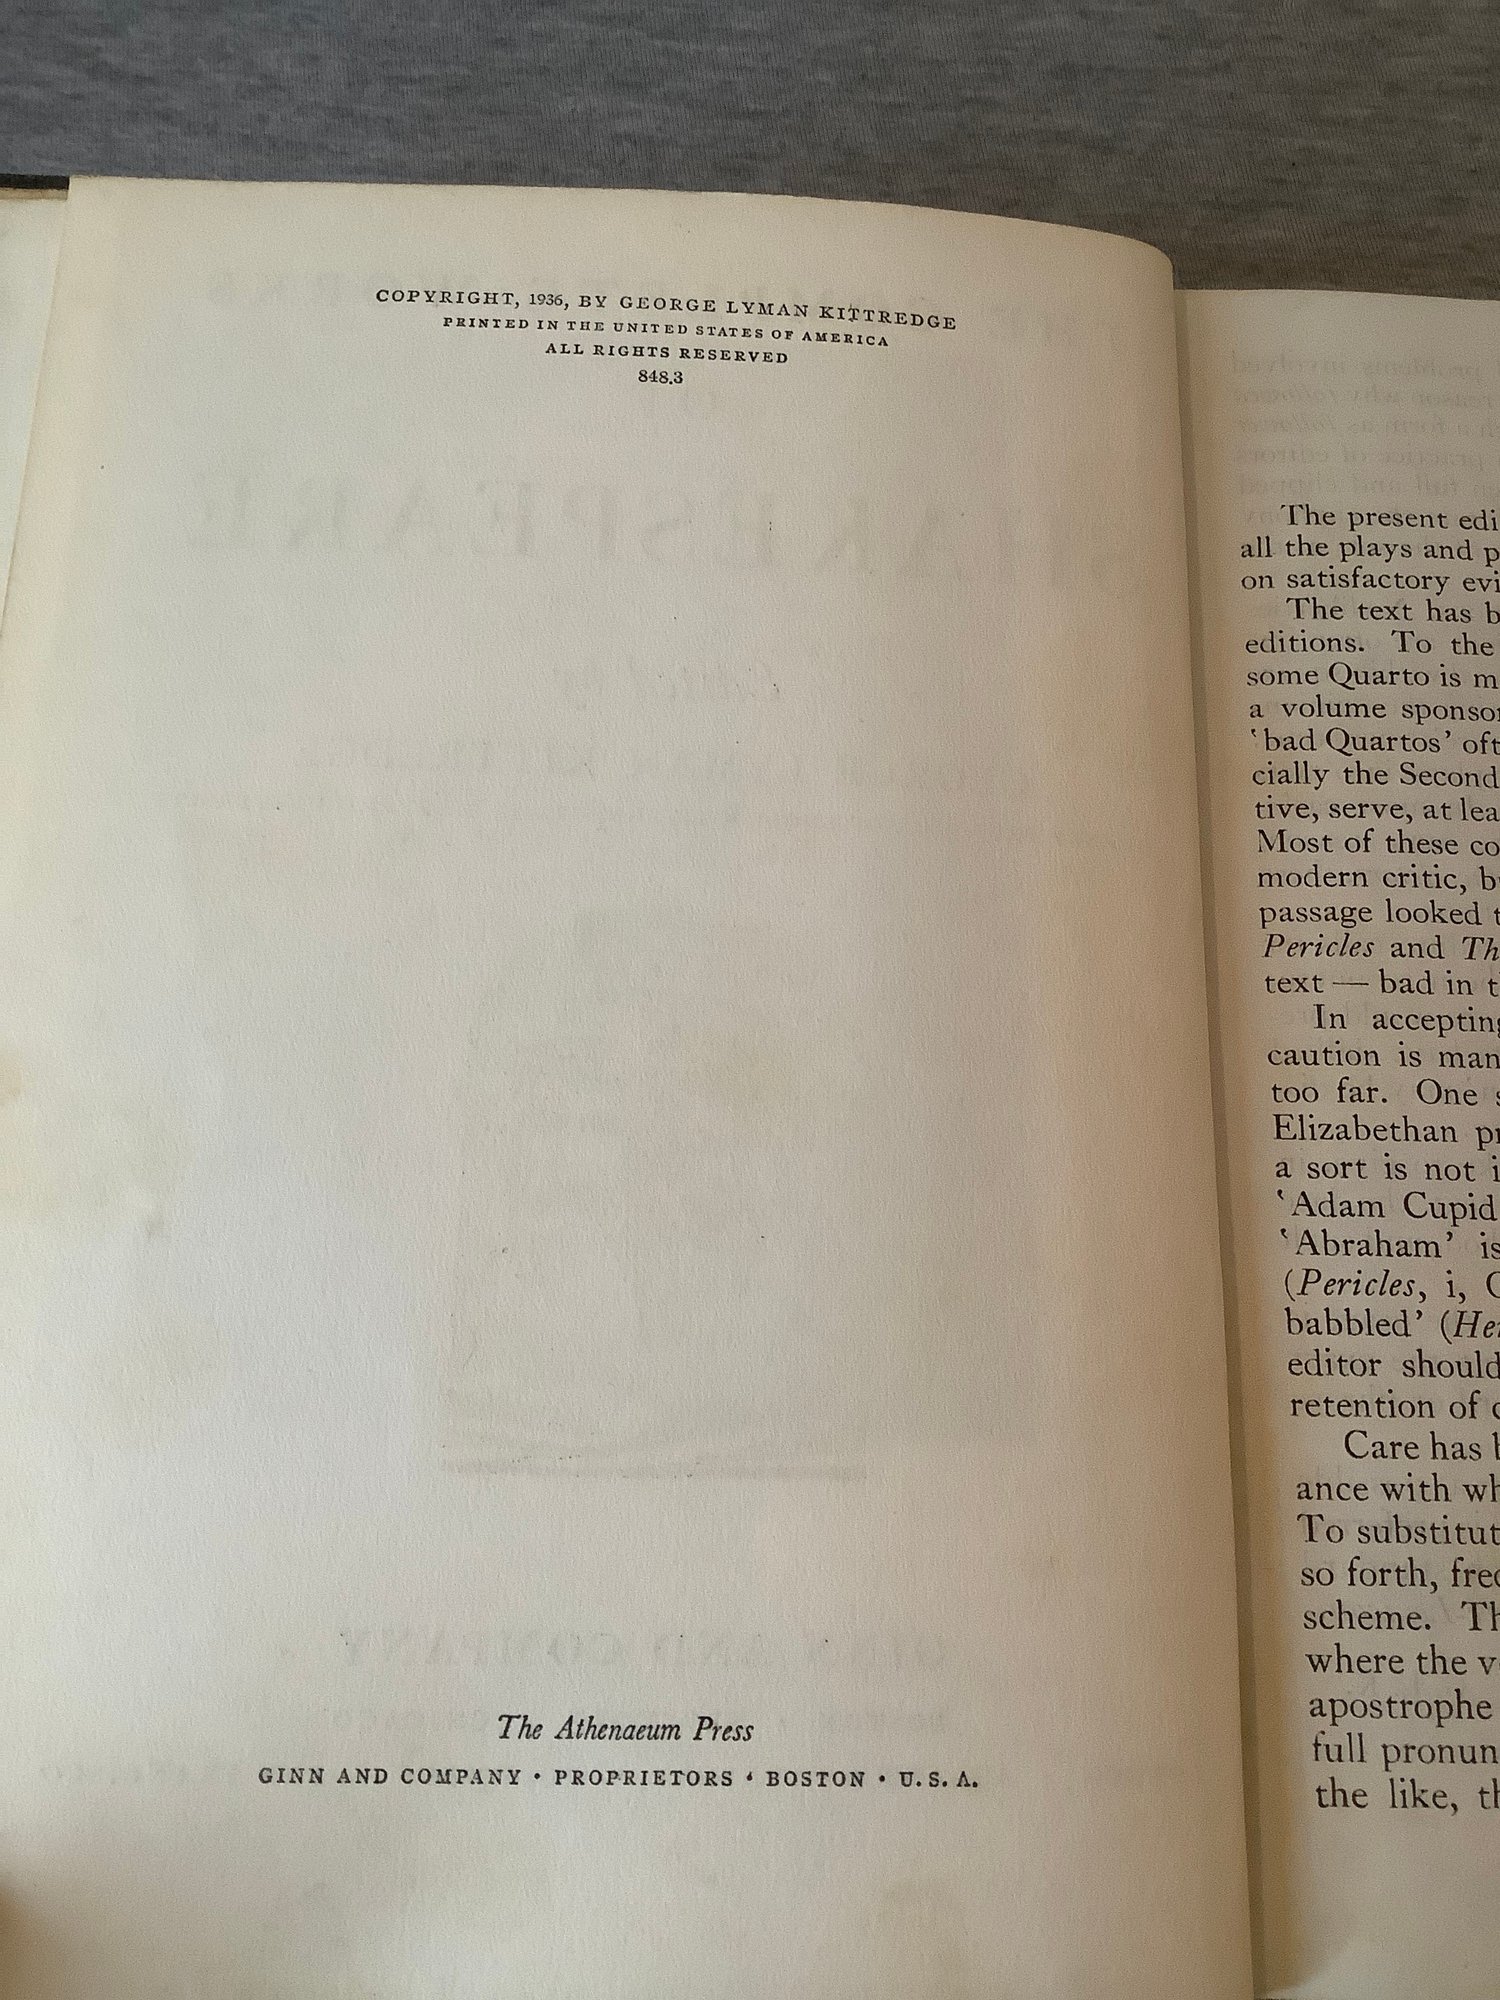 COPYRIGHT, 1936, BY GEORGE LYMAN KITTREDGE
PRINTED IN THE UNITED STATES OF AMERICA
ALL RIGHTS RESERVED
848.3
The Athenaeum Press
GINN AND COMPANY · PROPRIETORS · BOSTON · U.S.A.
The present edi
all the plays and p
on satisfactory evi
The text has b
editions. To the
some Quarto is m
a volume sponsor
‘bad Quartos’ oft
cially the Second
tive, serve, at lea
Most of these co
modern critic, b
passage looked t
Pericles and Th
text — bad in t
In accepting
caution is man
too far. One s
Elizabethan pr
a sort is not i
‘Adam Cupid
‘Abraham’ is
(Pericles, i,
babbled’ (Hen
editor should
retention of
Care has b
ance with wh
To substitut
so forth, fre
scheme. Th
where the v
apostrophe
full pronun
the like, th